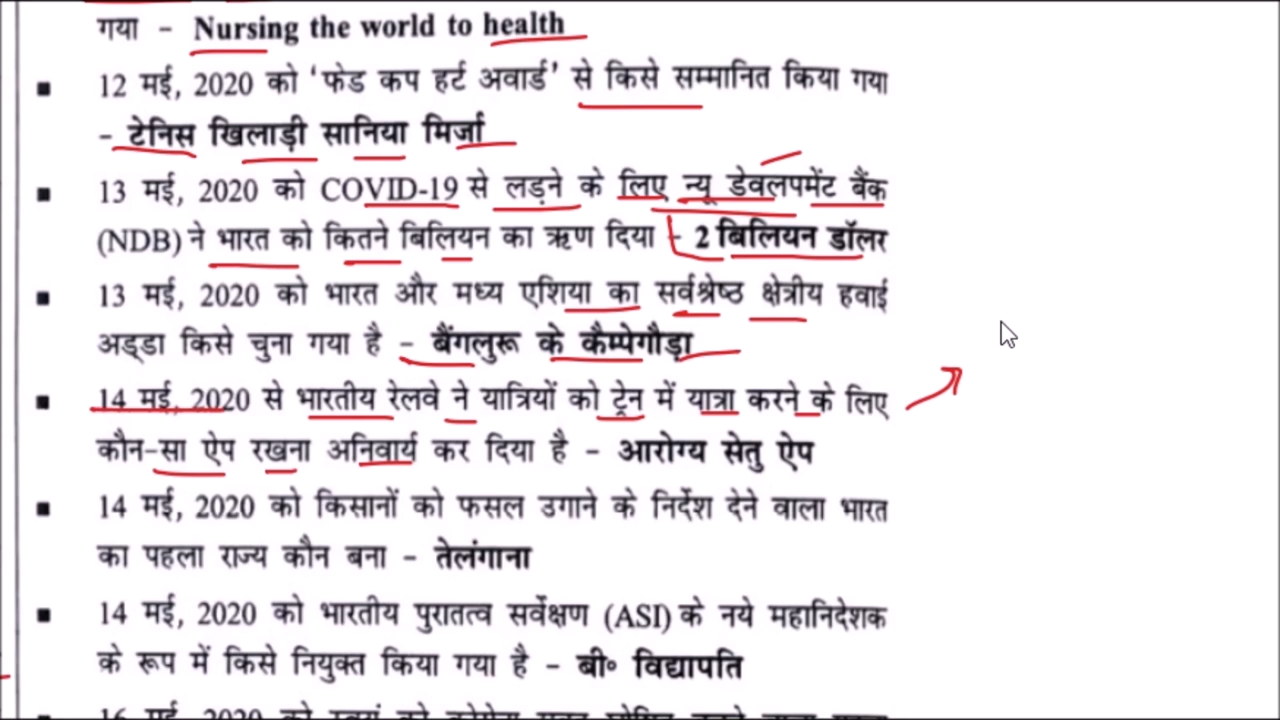 गया - Nursing the world to health
▪ 12 मई, 2020 को ‘फेड कप हर्ट अवार्ड’ से किसे सम्मानित किया गया
- टेनिस खिलाड़ी सानिया मिर्जा
▪ 13 मई, 2020 को COVID-19 से लड़ने के लिए न्यू डेवलपमेंट बैंक
(NDB) ने भारत को कितने बिलियन का ऋण दिया - 2 बिलियन डॉलर
▪ 13 मई, 2020 को भारत और मध्य एशिया का सर्वश्रेष्ठ क्षेत्रीय हवाई
अड्डा किसे चुना गया है - बैंगलुरू के कैम्पेगौड़ा
▪ 14 मई, 2020 से भारतीय रेलवे ने यात्रियों को ट्रेन में यात्रा करने के लिए
कौन-सा ऐप रखना अनिवार्य कर दिया है - आरोग्य सेतु ऐप
▪ 14 मई, 2020 को किसानों को फसल उगाने के निर्देश देने वाला भारत
का पहला राज्य कौन बना - तेलंगाना
▪ 14 मई, 2020 को भारतीय पुरातत्व सर्वेक्षण (ASI) के नये महानिदेशक
के रूप में किसे नियुक्त किया गया है - बी॰ विद्यापति
16 मई, 2020 को